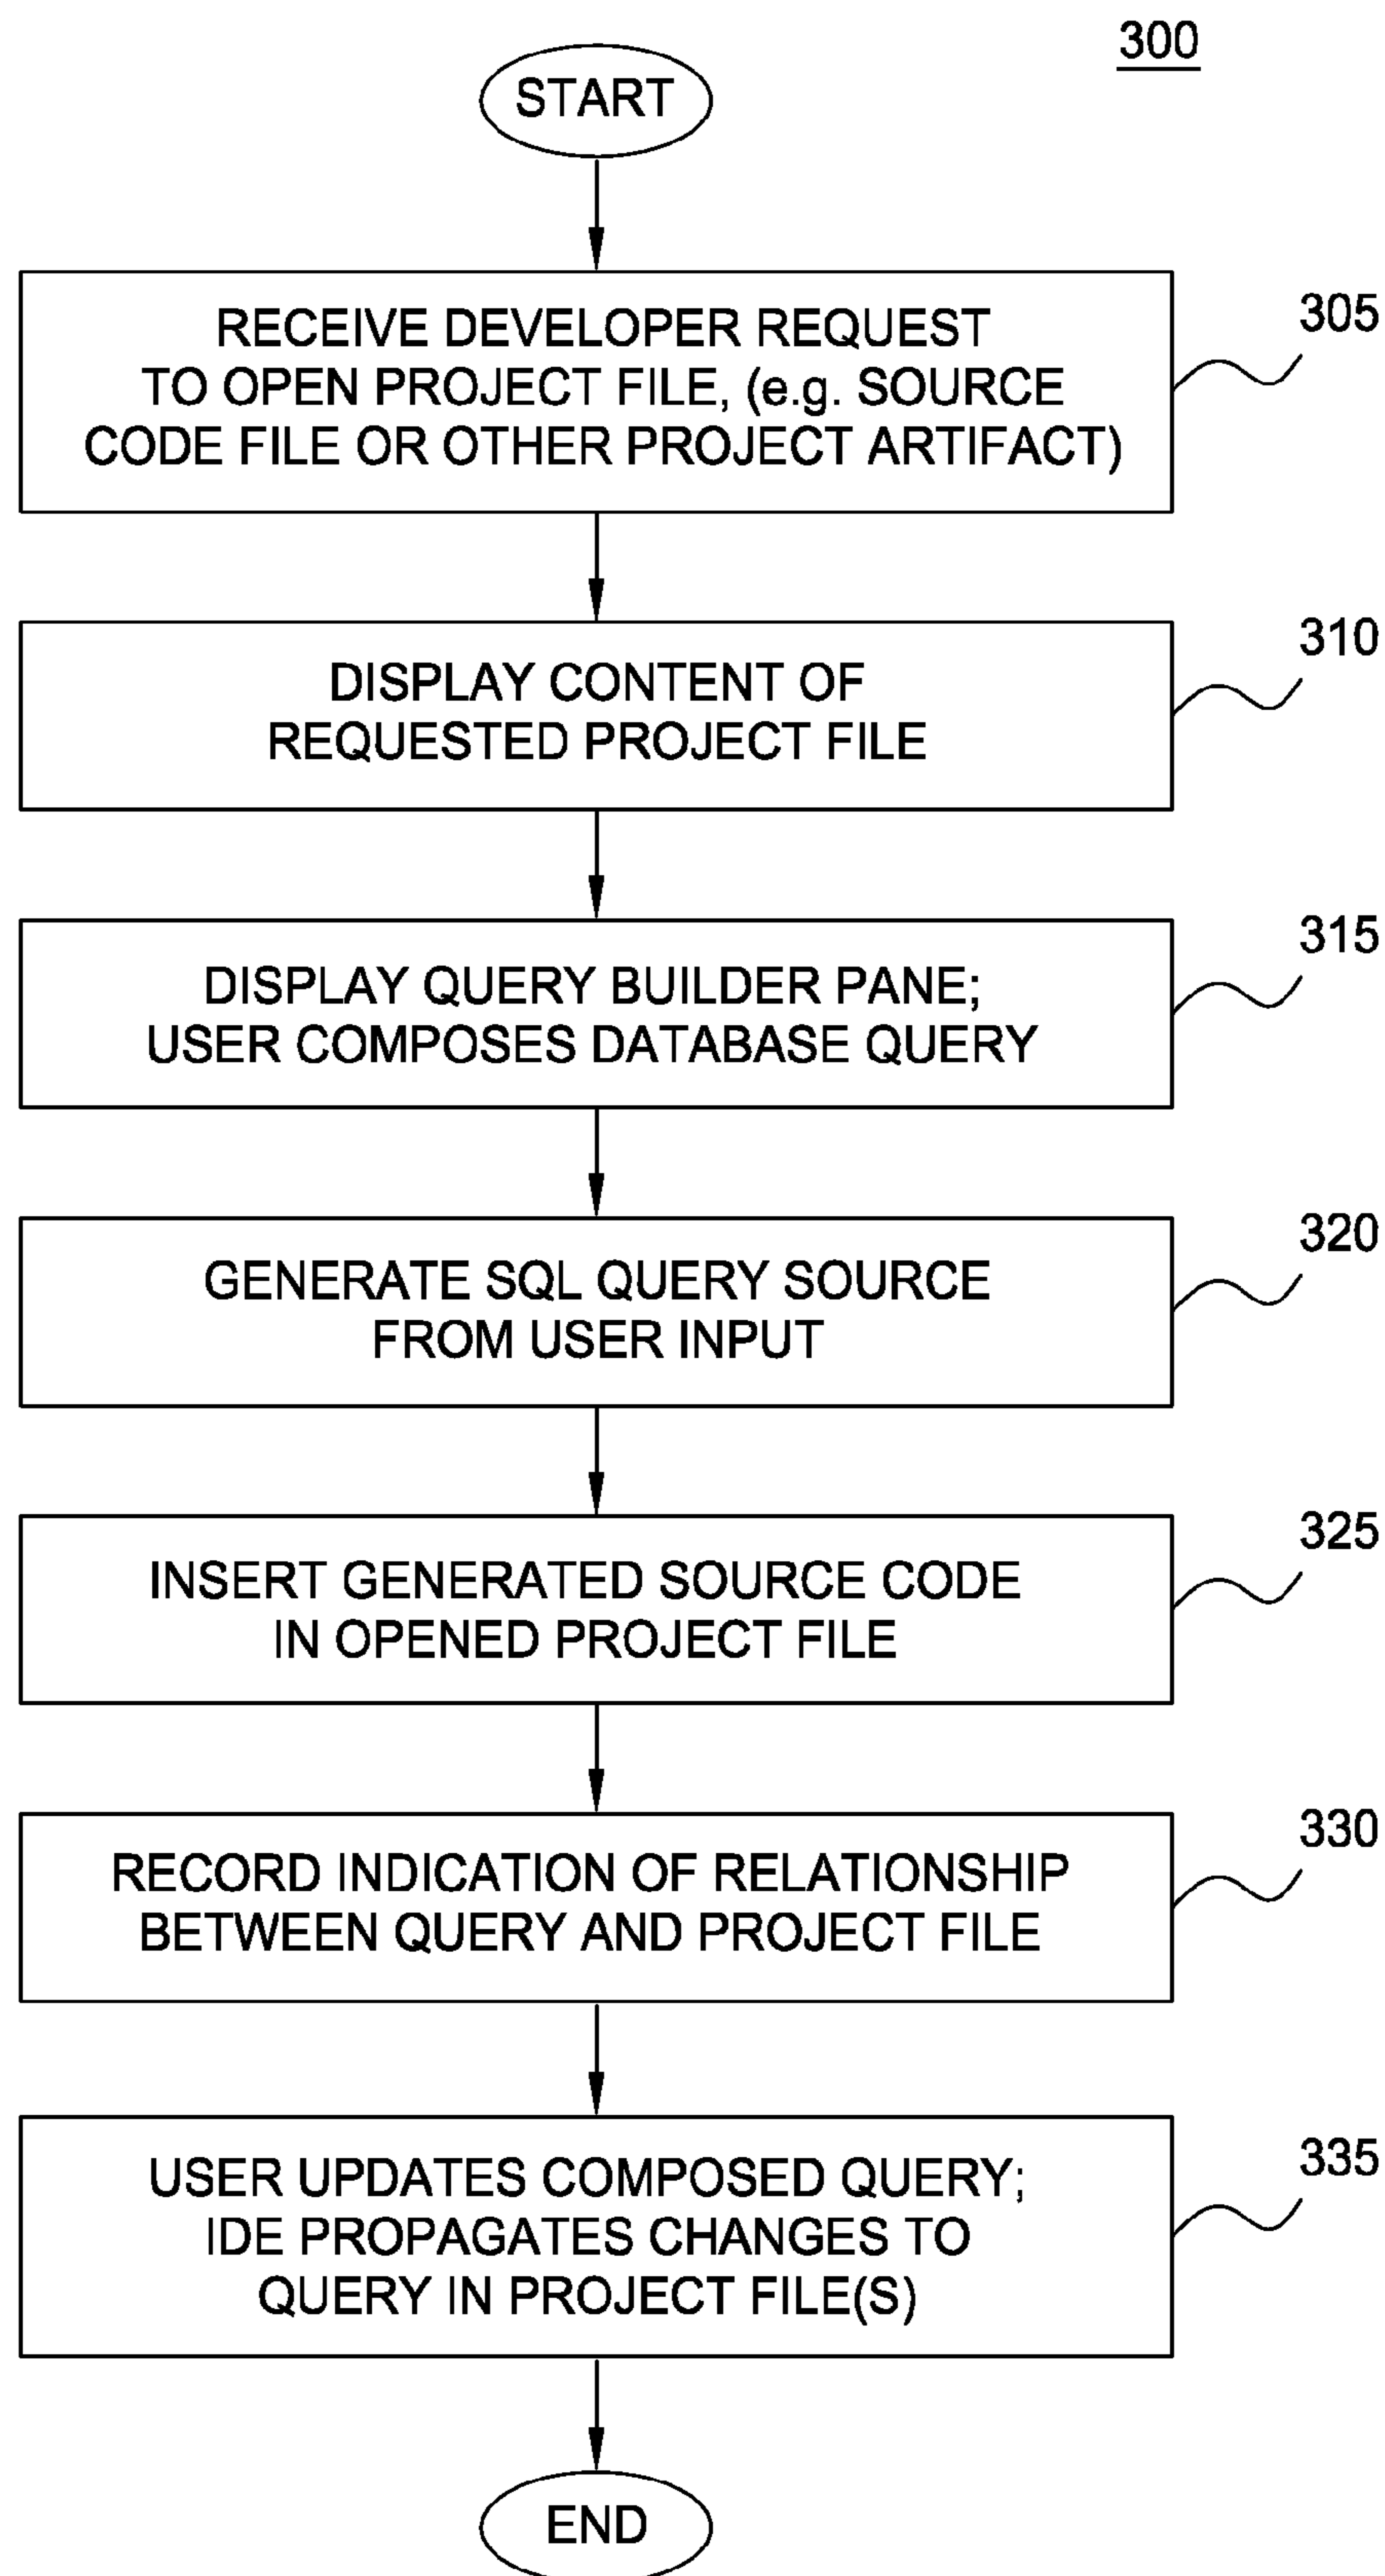 300
START
RECEIVE DEVELOPER REQUEST
TO OPEN PROJECT FILE, (e.g. SOURCE
CODE FILE OR OTHER PROJECT ARTIFACT)
305
DISPLAY CONTENT OF
REQUESTED PROJECT FILE
310
DISPLAY QUERY BUILDER PANE;
USER COMPOSES DATABASE QUERY
315
GENERATE SQL QUERY SOURCE
FROM USER INPUT
320
INSERT GENERATED SOURCE CODE
IN OPENED PROJECT FILE
325
RECORD INDICATION OF RELATIONSHIP
BETWEEN QUERY AND PROJECT FILE
330
USER UPDATES COMPOSED QUERY;
IDE PROPAGATES CHANGES TO
QUERY IN PROJECT FILE(S)
335
END